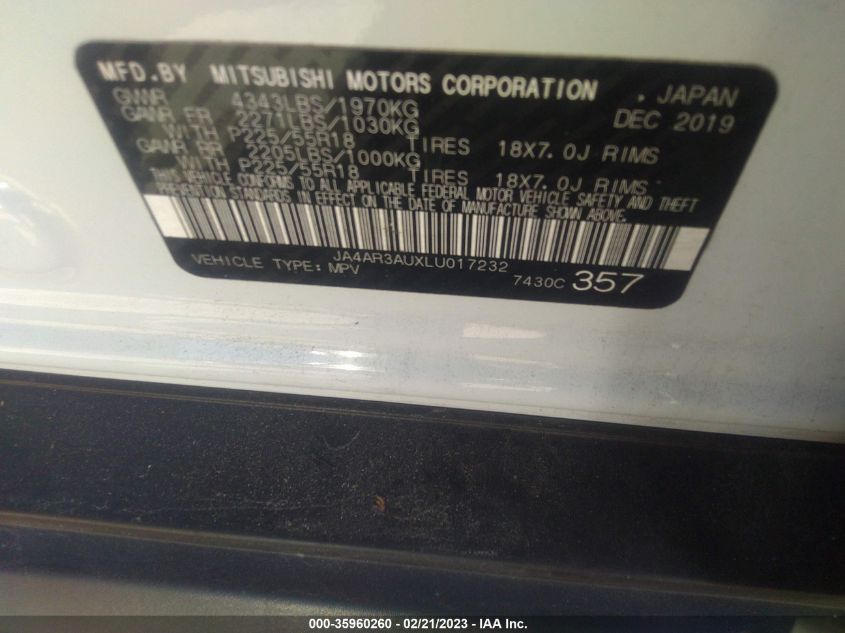 MFD.BY MITSUBISHI MOTORS CORPORATION . JAPAN
GVWR 4343LBS/1970KG DEC 2019
GAWR FR 2271LBS/1030KG
WITH P225/55R18 TIRES 18X7.0J RIMS
GAWR RR 2205LBS/1000KG
WITH P225/55R18 TIRES 18X7.0J RIMS
THIS VEHICLE CONFORMS TO ALL APPLICABLE FEDERAL MOTOR VEHICLE SAFETY AND THEFT
PREVENTION STANDARDS IN EFFECT ON THE DATE OF MANUFACTURE SHOWN ABOVE.
JA4AR3AUXLU017232
VEHICLE TYPE: MPV 7430C 357
000-35960260 - 02/21/2023 - IAA Inc.